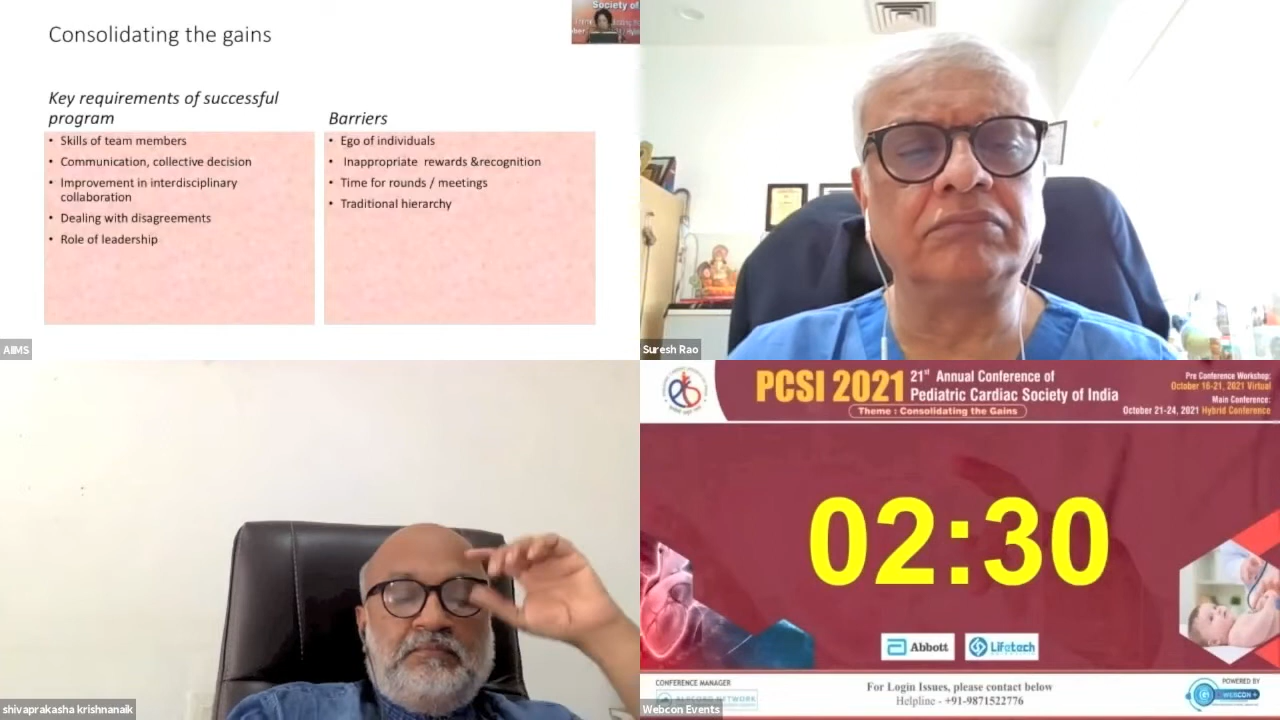 Consolidating the gains
Society of
Key requirements of successful
program
• Skills of team members
• Communication, collective decision
• Improvement in interdisciplinary
collaboration
• Dealing with disagreements
• Role of leadership
Barriers
• Ego of individuals
• Inappropriate rewards &recognition
• Time for rounds / meetings
• Traditional hierarchy
AIIMS
Suresh Rao
shivaprakasha krishnanaik
PCSI 2021
21st Annual Conference of
Pediatric Cardiac Society of India
Theme : Consolidating the Gains
Pre Conference Workshop:
October 16-21, 2021 Virtual
Main Conference:
October 21-24, 2021 Hybrid Conference
02:30
Abbott
Lifetech
CONFERENCE MANAGER
NETWORK
Webcon Events
For Login Issues, please contact below
Helpline - +91-9871522776
POWERED BY
WEBCON